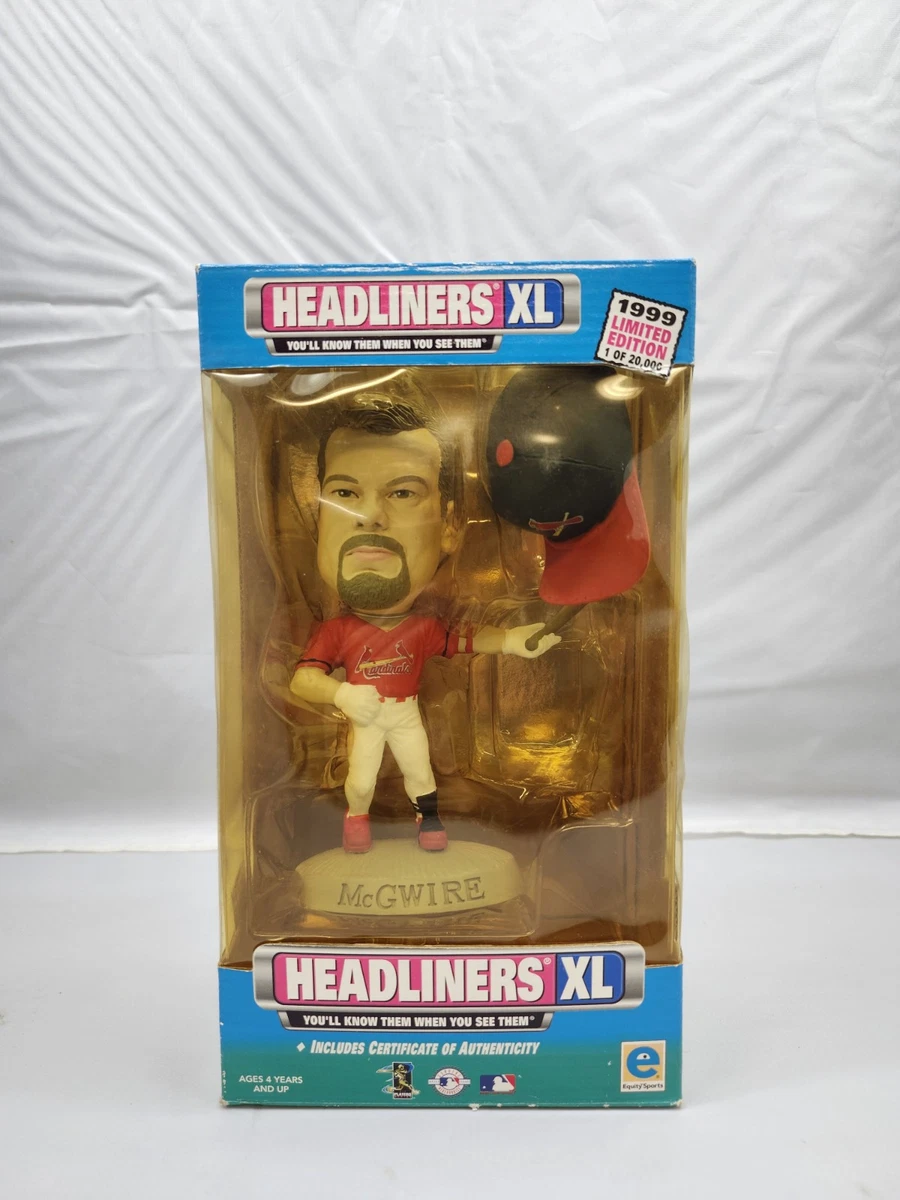 HEADLINERS® XL
YOU'LL KNOW THEM WHEN YOU SEE THEM®
1999
LIMITED
EDITION
1 OF 20,000
Cardinals
McGWIRE
HEADLINERS® XL
YOU'LL KNOW THEM WHEN YOU SEE THEM®
◆ INCLUDES CERTIFICATE OF AUTHENTICITY
AGES 4 YEARS
AND UP
e
Equity Sports